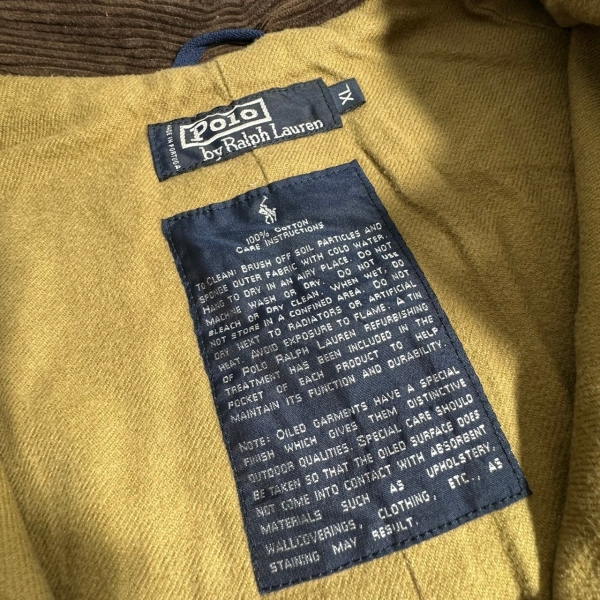 XL
MADE IN PORTUGAL
Polo
by Ralph Lauren
100% COTTON
CARE INSTRUCTIONS
TO CLEAN: BRUSH OFF SOIL PARTICLES AND
SPONGE OUTER FABRIC WITH COLD WATER.
HANG TO DRY IN AN AIRY PLACE. DO NOT
MACHINE WASH OR DRY. DO NOT USE
BLEACH OR DRY CLEAN. WHEN WET, DO
NOT STORE IN A CONFINED AREA. DO NOT
DRY NEXT TO RADIATORS OR ARTIFICIAL
HEAT. AVOID EXPOSURE TO FLAME. A TIN
OF POLO RALPH LAUREN REFURBISHING
TREATMENT HAS BEEN INCLUDED IN THE
POCKET OF EACH PRODUCT TO HELP
MAINTAIN ITS FUNCTION AND DURABILITY.
NOTE: OILED GARMENTS HAVE A SPECIAL
FINISH WHICH GIVES THEM DISTINCTIVE
OUTDOOR QUALITIES. SPECIAL CARE SHOULD
BE TAKEN SO THAT THE OILED SURFACE DOES
NOT COME INTO CONTACT WITH ABSORBENT
MATERIALS SUCH AS UPHOLSTERY,
WALLCOVERINGS, CLOTHING, ETC., AS
STAINING MAY RESULT.